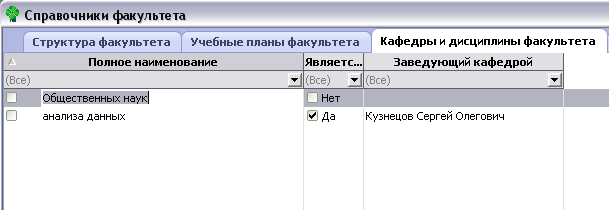 Справочники факультета
Структура факультета Учебные планы факультета Кафедры и дисциплины факультета
Полное наименование Являетс... Заведующий кафедрой
(Все) (Все) (Все)
Общественных наук Нет
анализа данных Да Кузнецов Сергей Олегович